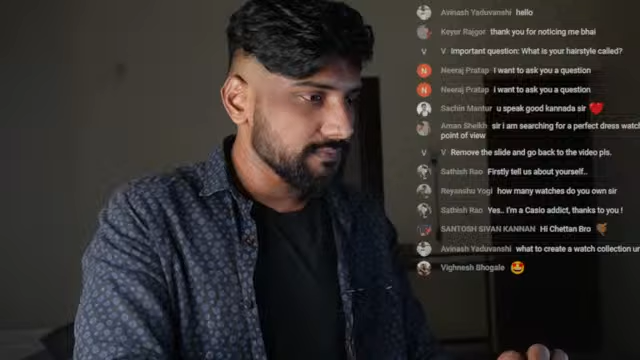 Avinash Yaduvanshi hello
Keyur Rajgor thank you for noticing me bhai
V V Important question: What is your hairstyle called?
N Neeraj Pratap I want to ask you a question
N Neeraj Pratap i want to ask you a question
Sachin Mantur u speak good kannada sir ❤️
Aman Sheikh sir i am searching for a perfect dress watch
point of view
V V Remove the slide and go back to the video pls.
Sathish Rao Firstly tell us about yourself..
Reyanshu Yogi how many watches do you own sir
Sathish Rao Yes.. I'm a Casio addict, thanks to you !
SANTOSH SIVAN KANNAN Hi Chettan Bro
Avinash Yaduvanshi what to create a watch collection un
Vighnesh Bhogale 🤩